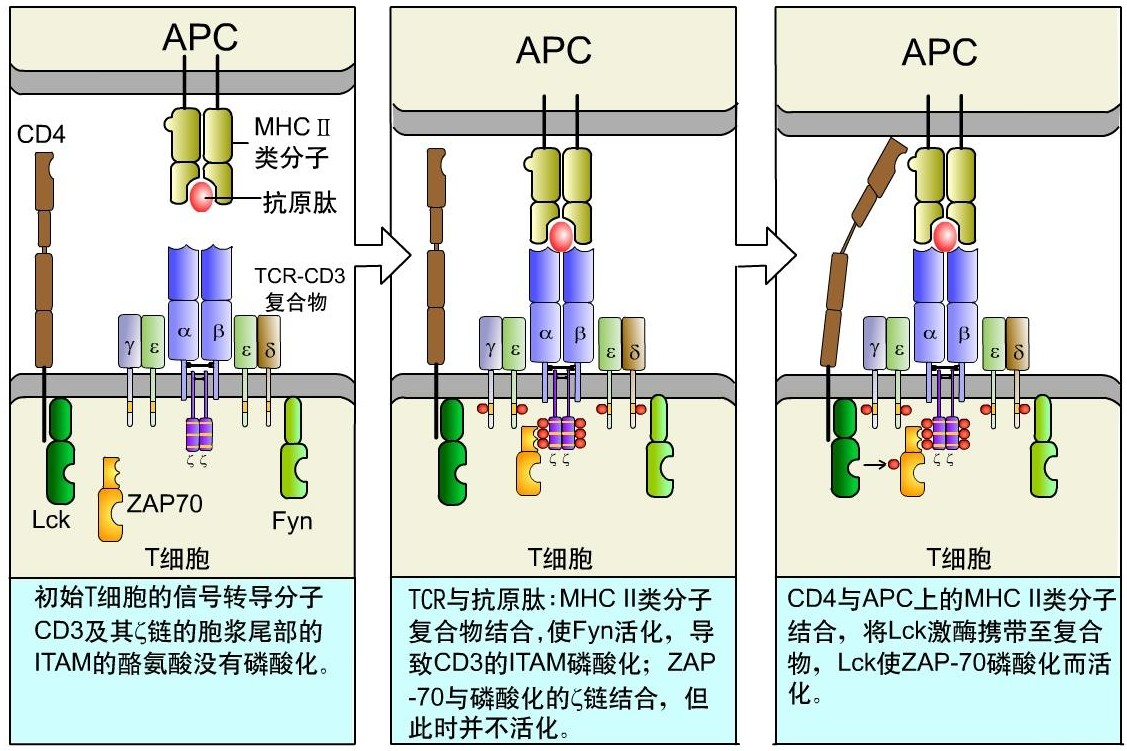 APC
CD4
MHC Ⅱ
类分子
抗原肽
TCR-CD3
复合物
γ ε α β ε δ
ζ ζ
ZAP70
Lck
Fyn
T细胞
初始T细胞的信号转导分子
CD3及其ζ链的胞浆尾部的
ITAM的酪氨酸没有磷酸化。
APC
γ ε α β ε δ
ζ ζ
T细胞
TCR与抗原肽:MHC II类分子
复合物结合,使Fyn活化，导
致CD3的ITAM磷酸化；ZAP
-70与磷酸化的ζ链结合，但
此时并不活化。
APC
γ ε α β ε δ
ζ ζ
T细胞
CD4与APC上的MHC II类分子
结合，将Lck激酶携带至复合
物，Lck使ZAP-70磷酸化而活
化。